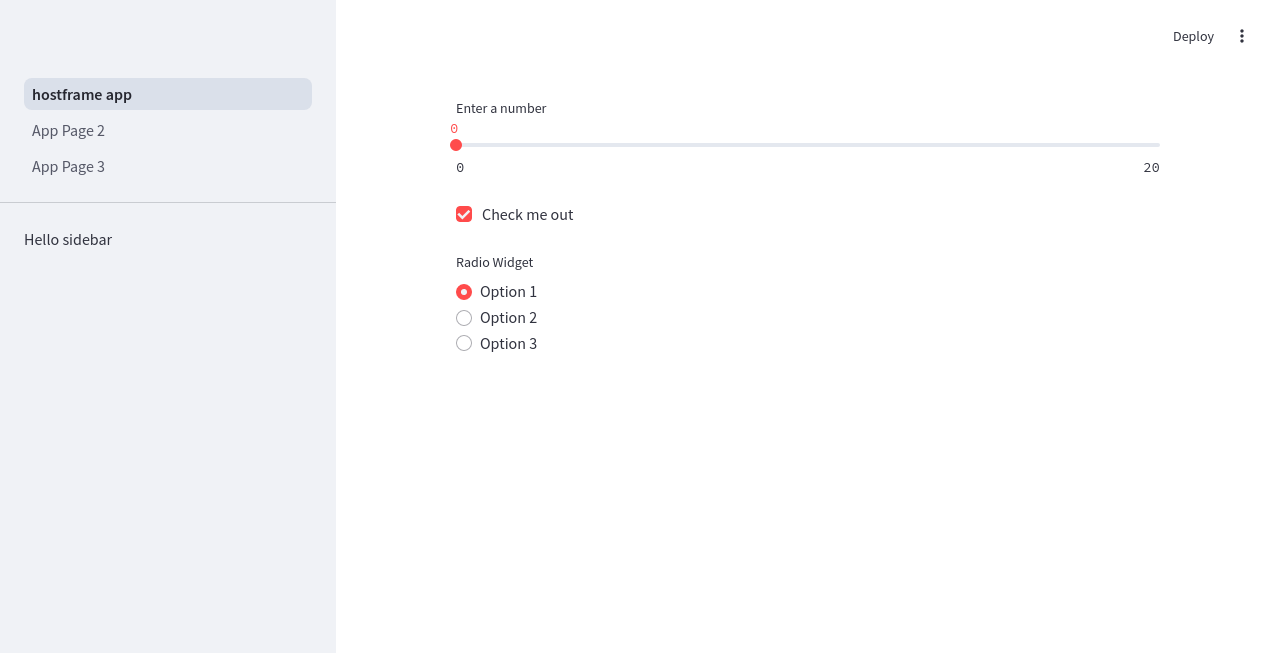 Deploy
hostframe app
App Page 2
App Page 3
Hello sidebar
Enter a number
0
0 20
Check me out
Radio Widget
Option 1
Option 2
Option 3